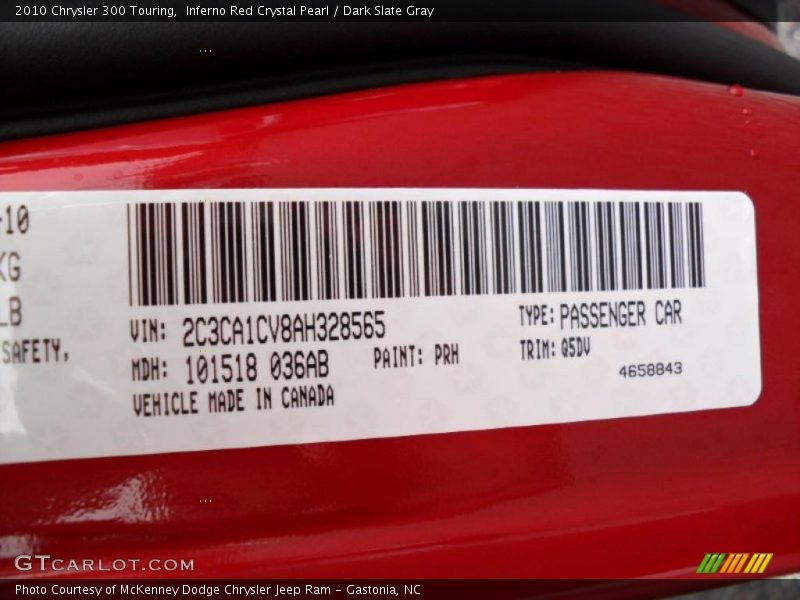 2010 Chrysler 300 Touring,  Inferno Red Crystal Pearl / Dark Slate Gray
-10
KG
LB
SAFETY,
VIN: 2C3CA1CV8AH328565
TYPE: PASSENGER CAR
MDH: 101518 036AB
PAINT: PRH
TRIM: Q5DV
4658843
VEHICLE MADE IN CANADA
GTCARLOT.COM
Photo Courtesy of McKenney Dodge Chrysler Jeep Ram - Gastonia, NC